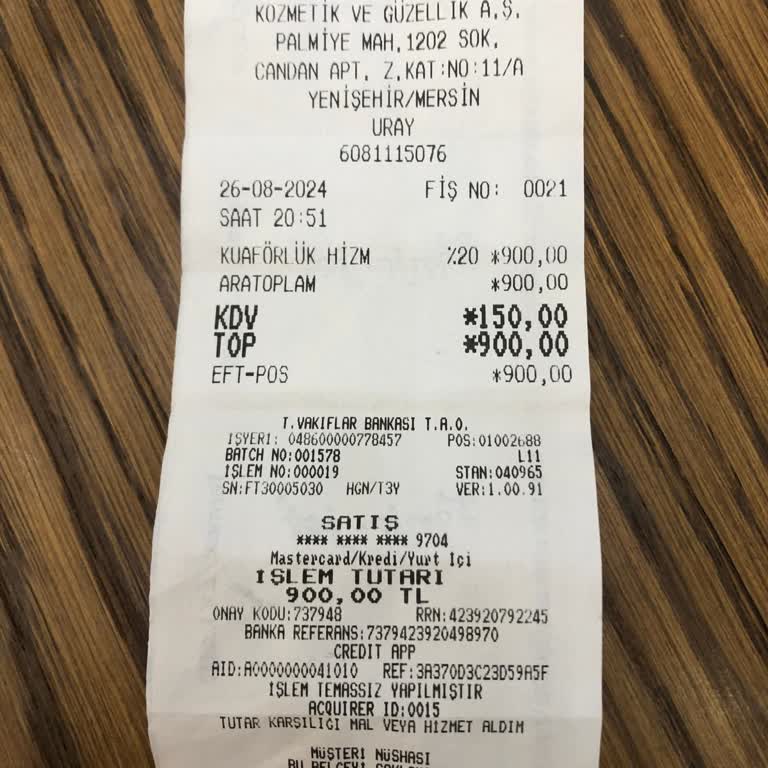 KOZMETİK VE GÜZELLİK A.Ş.
PALMİYE MAH.1202 SOK.
CANDAN APT. Z.KAT:NO:11/A
YENİŞEHİR/MERSİN
URAY
6081115076
26-08-2024 FİŞ NO: 0021
SAAT 20:51
KUAFÖRLÜK HİZM %20 *900,00
ARATOPLAM *900,00
KDV *150,00
TOP *900,00
EFT-POS *900,00
T.VAKIFLAR BANKASI T.A.O.
İŞYERİ: 048600000778457 POS:01002688
BATCH NO:001578 L11
İŞLEM NO:000019 STAN:040965
SN:FT30005030 HGN/T3Y VER:1.00.91
SATIŞ
**** **** **** 9704
Mastercard/Kredi/Yurt İçi
İŞLEM TUTARI
900,00 TL
ONAY KODU:737948 RRN:423920792245
BANKA REFERANS:7379423920498970
CREDIT APP
AID:A0000000041010 REF:3A370D3C23D59A5F
İŞLEM TEMASSIZ YAPILMIŞTIR
ACQUIRER ID:0015
TUTAR KARŞILIĞI MAL VEYA HİZMET ALDIM
MÜŞTERİ NÜSHASI
BU BELGEYİ